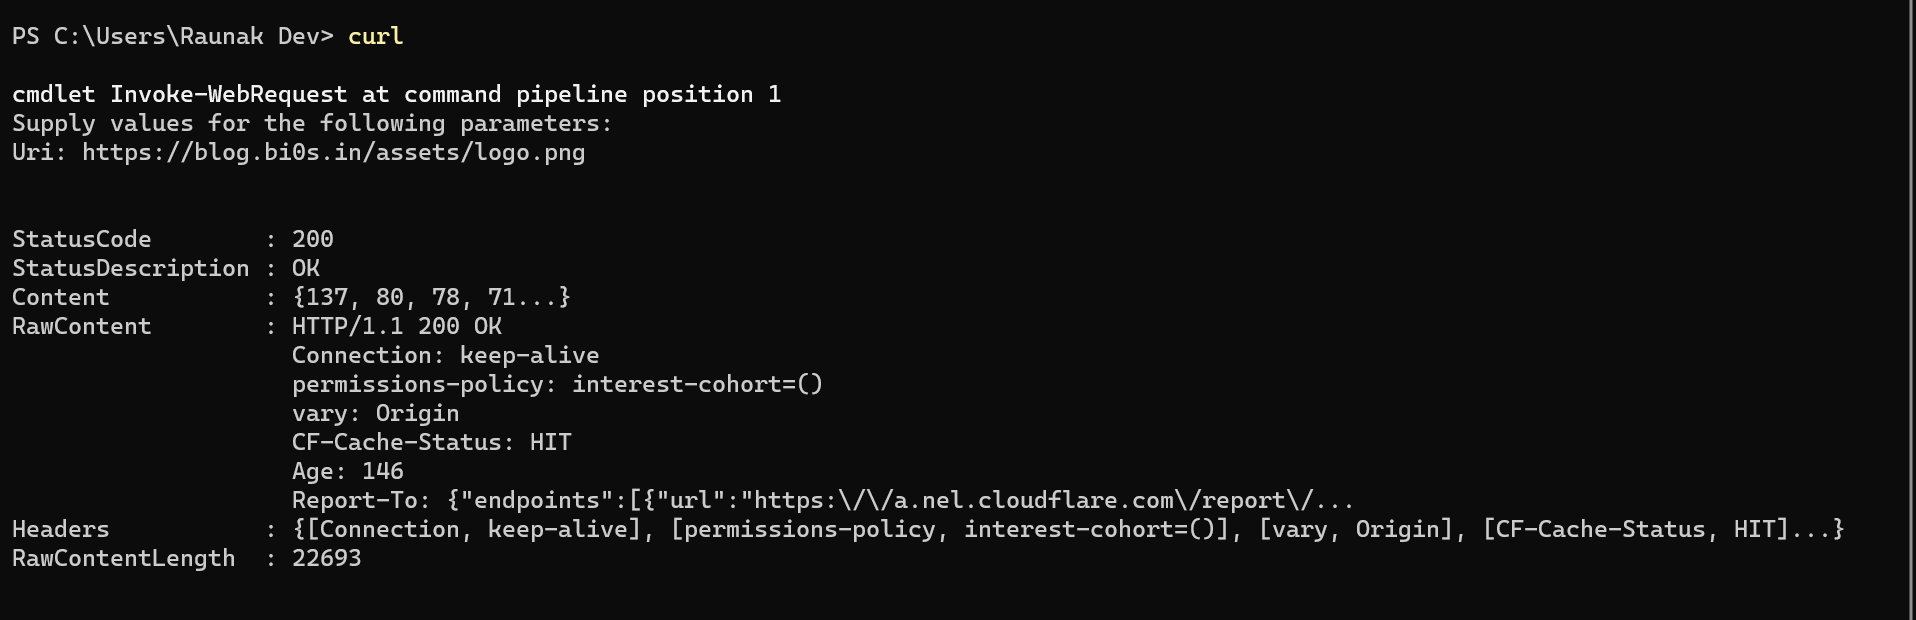 PS C:\Users\Raunak Dev> curl
cmdlet Invoke-WebRequest at command pipeline position 1
Supply values for the following parameters:
Uri: https://blog.bi0s.in/assets/logo.png
StatusCode        : 200
StatusDescription : OK
Content           : {137, 80, 78, 71...}
RawContent        : HTTP/1.1 200 OK
                    Connection: keep-alive
                    permissions-policy: interest-cohort=()
                    vary: Origin
                    CF-Cache-Status: HIT
                    Age: 146
                    Report-To: {"endpoints":[{"url":"https:\/\/a.nel.cloudflare.com\/report\/...
Headers           : {[Connection, keep-alive], [permissions-policy, interest-cohort=()], [vary, Origin], [CF-Cache-Status, HIT]...}
RawContentLength  : 22693